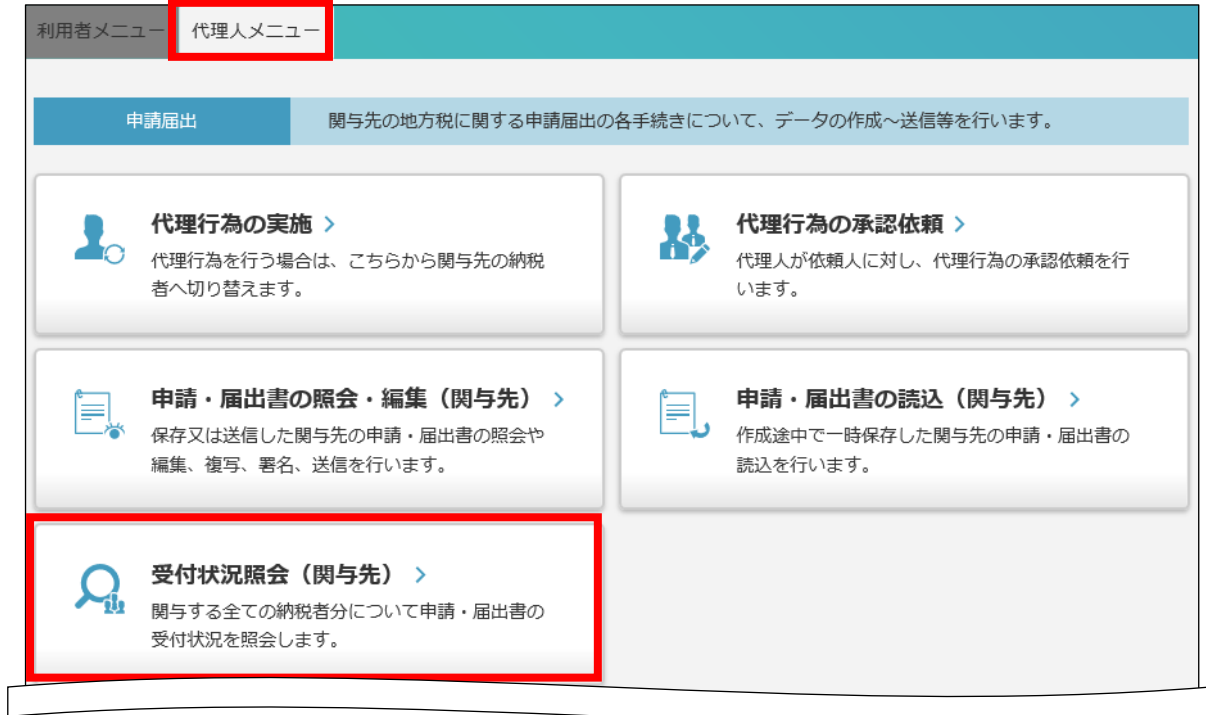 利用者メニュー 代理人メニュー
申請届出 関与先の地方税に関する申請届出の各手続きについて、データの作成～送信等を行います。
代理行為の実施 >
代理行為を行う場合は、こちらから関与先の納税
者へ切り替えます。
代理行為の承認依頼 >
代理人が依頼人に対し、代理行為の承認依頼を行
います。
申請・届出書の照会・編集（関与先） >
保存又は送信した関与先の申請・届出書の照会や
編集、複写、署名、送信を行います。
申請・届出書の読込（関与先） >
作成途中で一時保存した関与先の申請・届出書の
読込を行います。
受付状況照会（関与先） >
関与する全ての納税者分について申請・届出書の
受付状況を照会します。